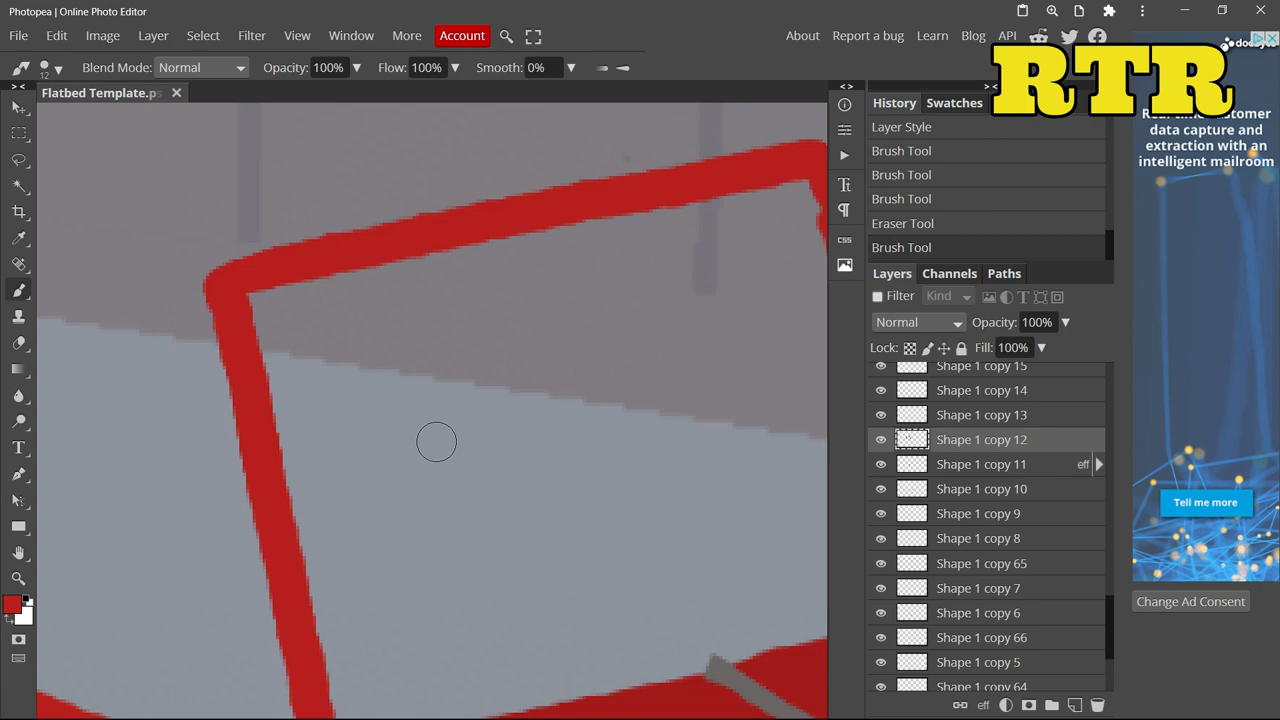 Photopea | Online Photo Editor
File Edit Image Layer Select Filter View Window More Account
About Report a bug Learn Blog API
12 Blend Mode: Normal Opacity: 100% Flow: 100% Smooth: 0%
RTR
Flatbed Template.ps
History Swatches
Layer Style
Brush Tool
Brush Tool
Brush Tool
Eraser Tool
Brush Tool
Layers Channels Paths
Filter Kind
Normal Opacity: 100%
Lock: Fill: 100%
Shape 1 copy 15
Shape 1 copy 14
Shape 1 copy 13
Shape 1 copy 12
Shape 1 copy 11 eff
Shape 1 copy 10
Shape 1 copy 9
Shape 1 copy 8
Shape 1 copy 65
Shape 1 copy 7
Shape 1 copy 6
Shape 1 copy 66
Shape 1 copy 5
Shape 1 copy 64
eff
CSS
data capture and
extraction with an
intelligent mailroom
Tell me more
Change Ad Consent